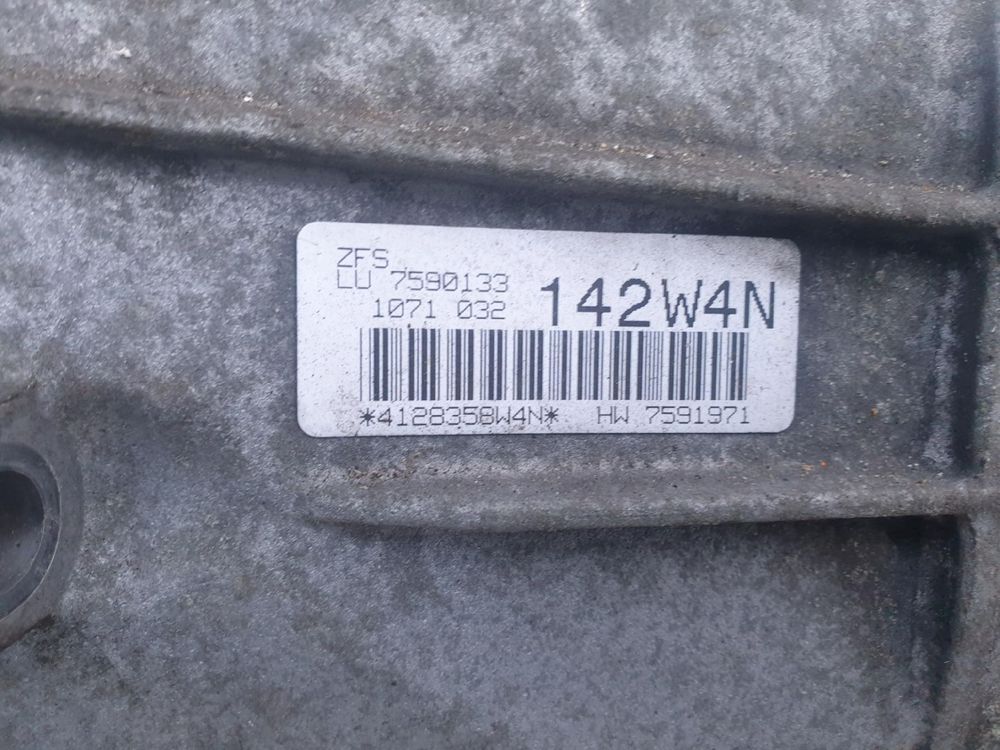 ZFS
LU 7590133
1071 032 142W4N
*4128358W4N* HW 7591971